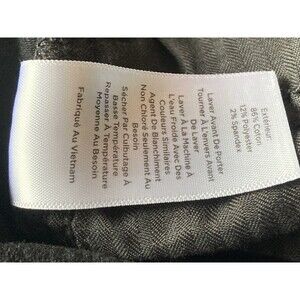 Extérieur
86% Coton
12% Polyester
2% Spandex
Laver Avant De Porter
Tourner À L'Envers Avant
De Laver
Laver À La Machine À
L'eau Froide Avec Des
Couleurs Similaires
Agent De Blanchiment
Non Chloré Seulement Au
Besoin
Sécher Par Culbutage À
Basse Température
Repasser À Température
Moyenne Au Besoin
Fabriqué Au Vietnam